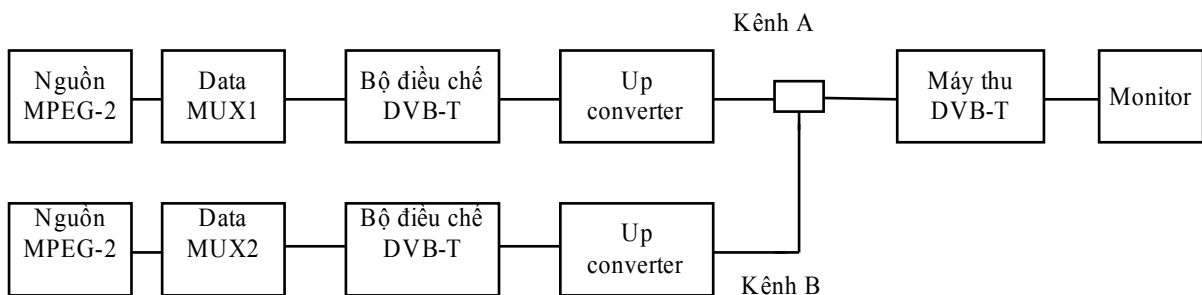 Kênh A
Nguồn
MPEG-2
Data
MUX1
Bộ điều chế
DVB-T
Up
converter
Máy thu
DVB-T
Monitor
Nguồn
MPEG-2
Data
MUX2
Bộ điều chế
DVB-T
Up
converter
Kênh B